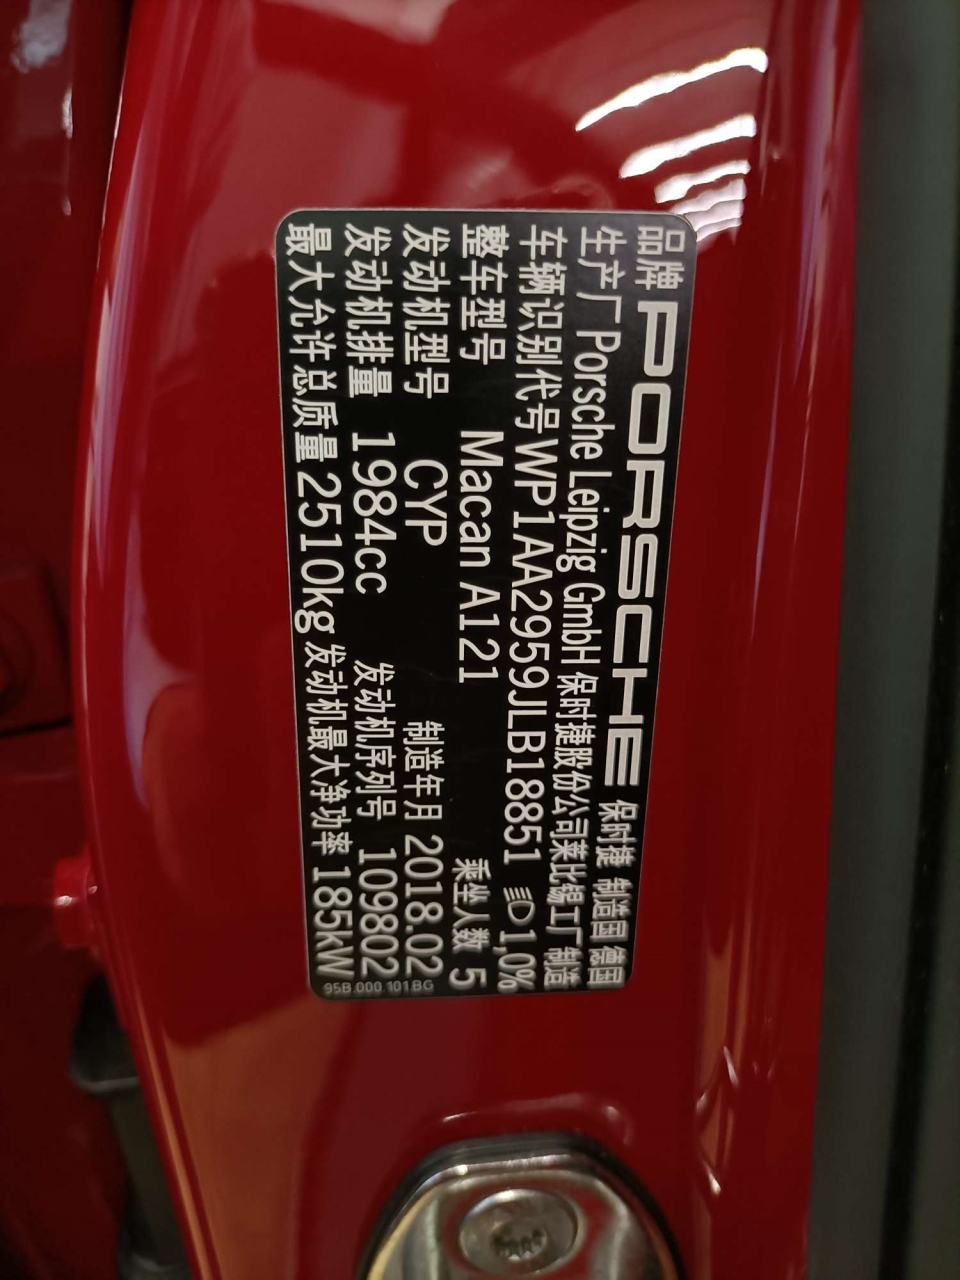 品牌 PORSCHE 保时捷 制造国 德国
生产厂 Porsche Leipzig GmbH 保时捷股份公司莱比锡工厂制造
车辆识别代号 WP1AA2959JLB18851 1,0%
整车型号 Macan A121 乘坐人数 5
发动机型号 CYP 制造年月 2018.02
发动机排量 1984cc 发动机序列号 109802
最大允许总质量 2510kg 发动机最大净功率 185kW
95B.000 101.BG